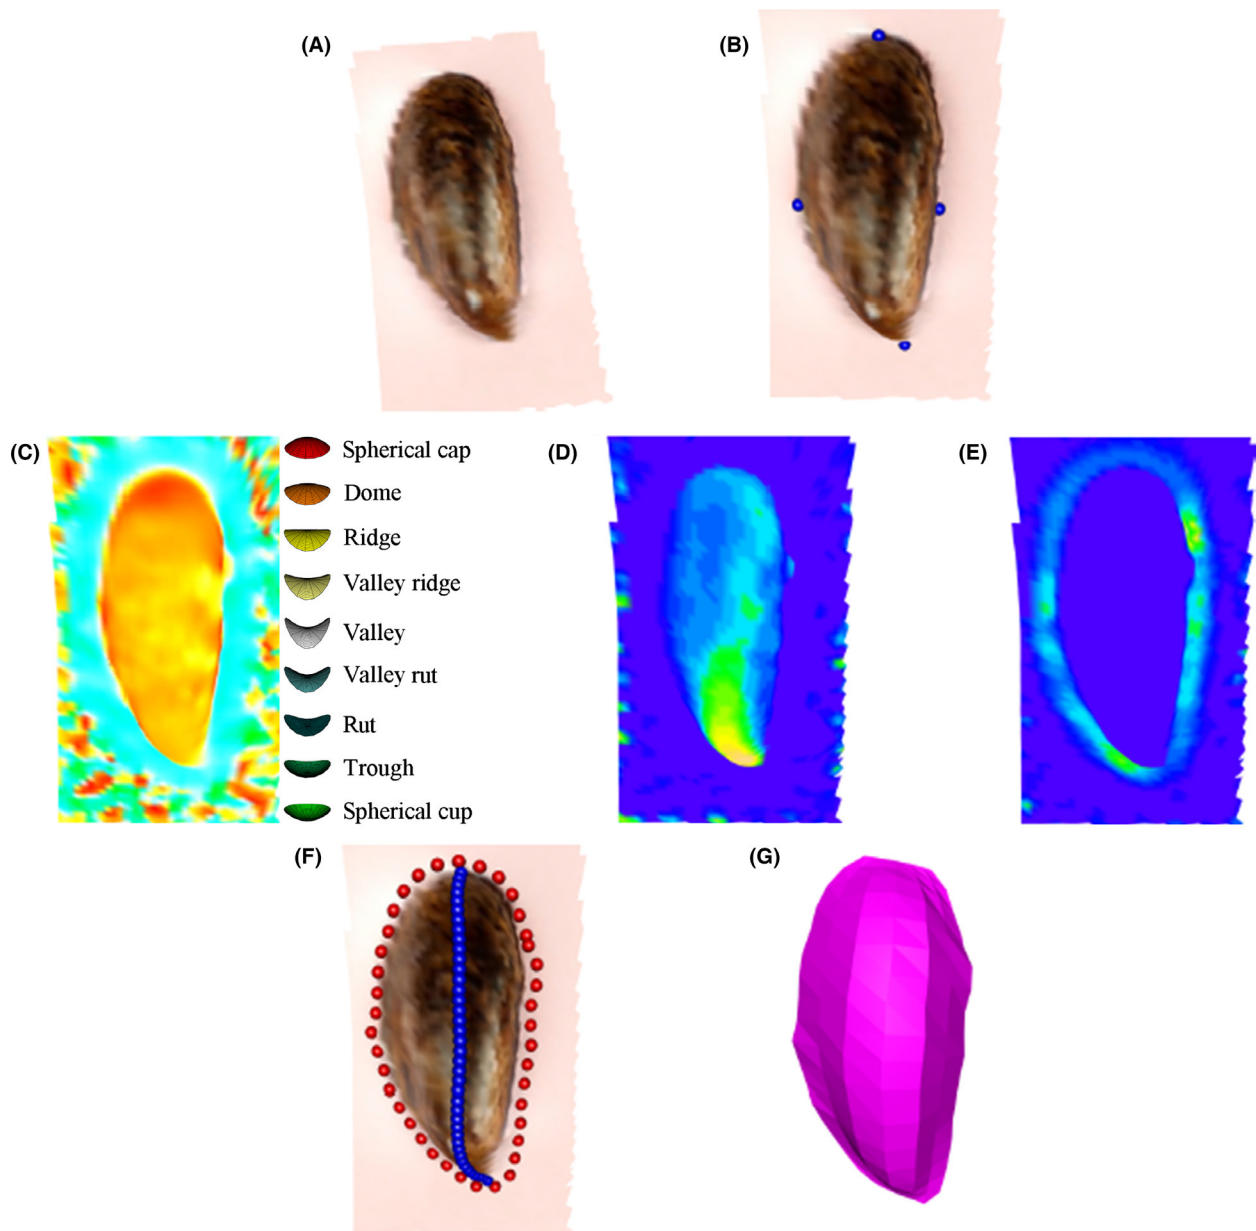 (A)
(B)
(C)
Spherical cap
Dome
Ridge
Valley ridge
Valley
Valley rut
Rut
Trough
Spherical cup
(D)
(E)
(F)
(G)